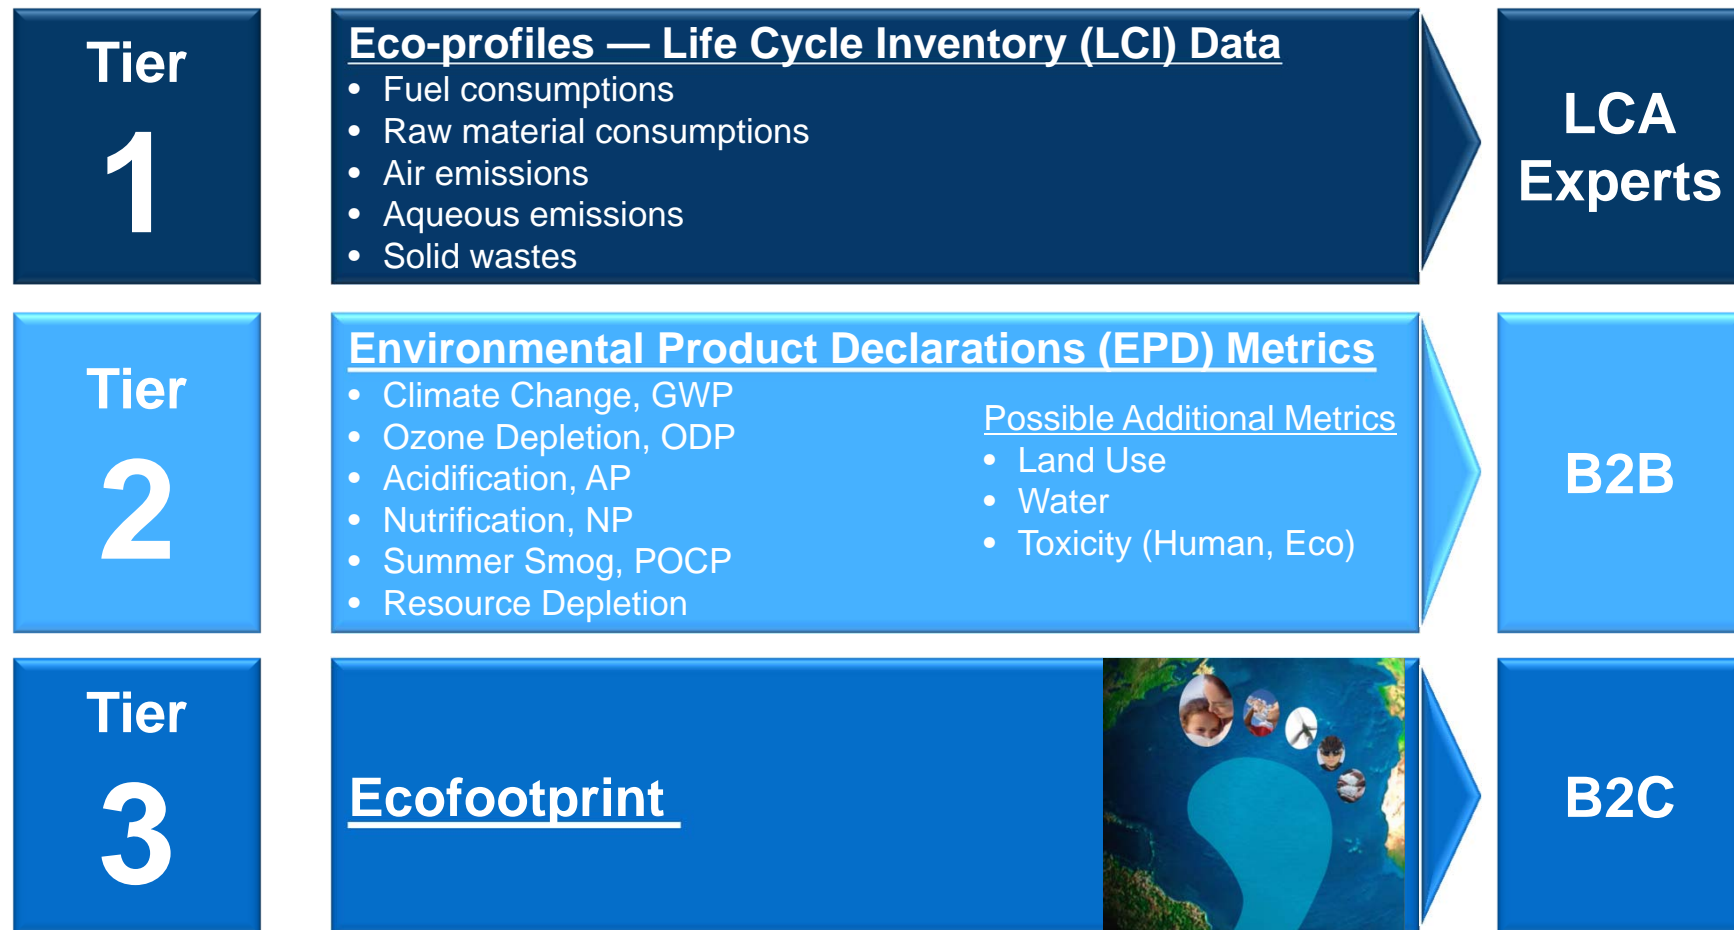 Tier
1
Eco-profiles — Life Cycle Inventory (LCI) Data
• Fuel consumptions
• Raw material consumptions
• Air emissions
• Aqueous emissions
• Solid wastes
LCA
Experts
Tier
2
Environmental Product Declarations (EPD) Metrics
• Climate Change, GWP
• Ozone Depletion, ODP
• Acidification, AP
• Nutrification, NP
• Summer Smog, POCP
• Resource Depletion
Possible Additional Metrics
• Land Use
• Water
• Toxicity (Human, Eco)
B2B
Tier
3
Ecofootprint
B2C